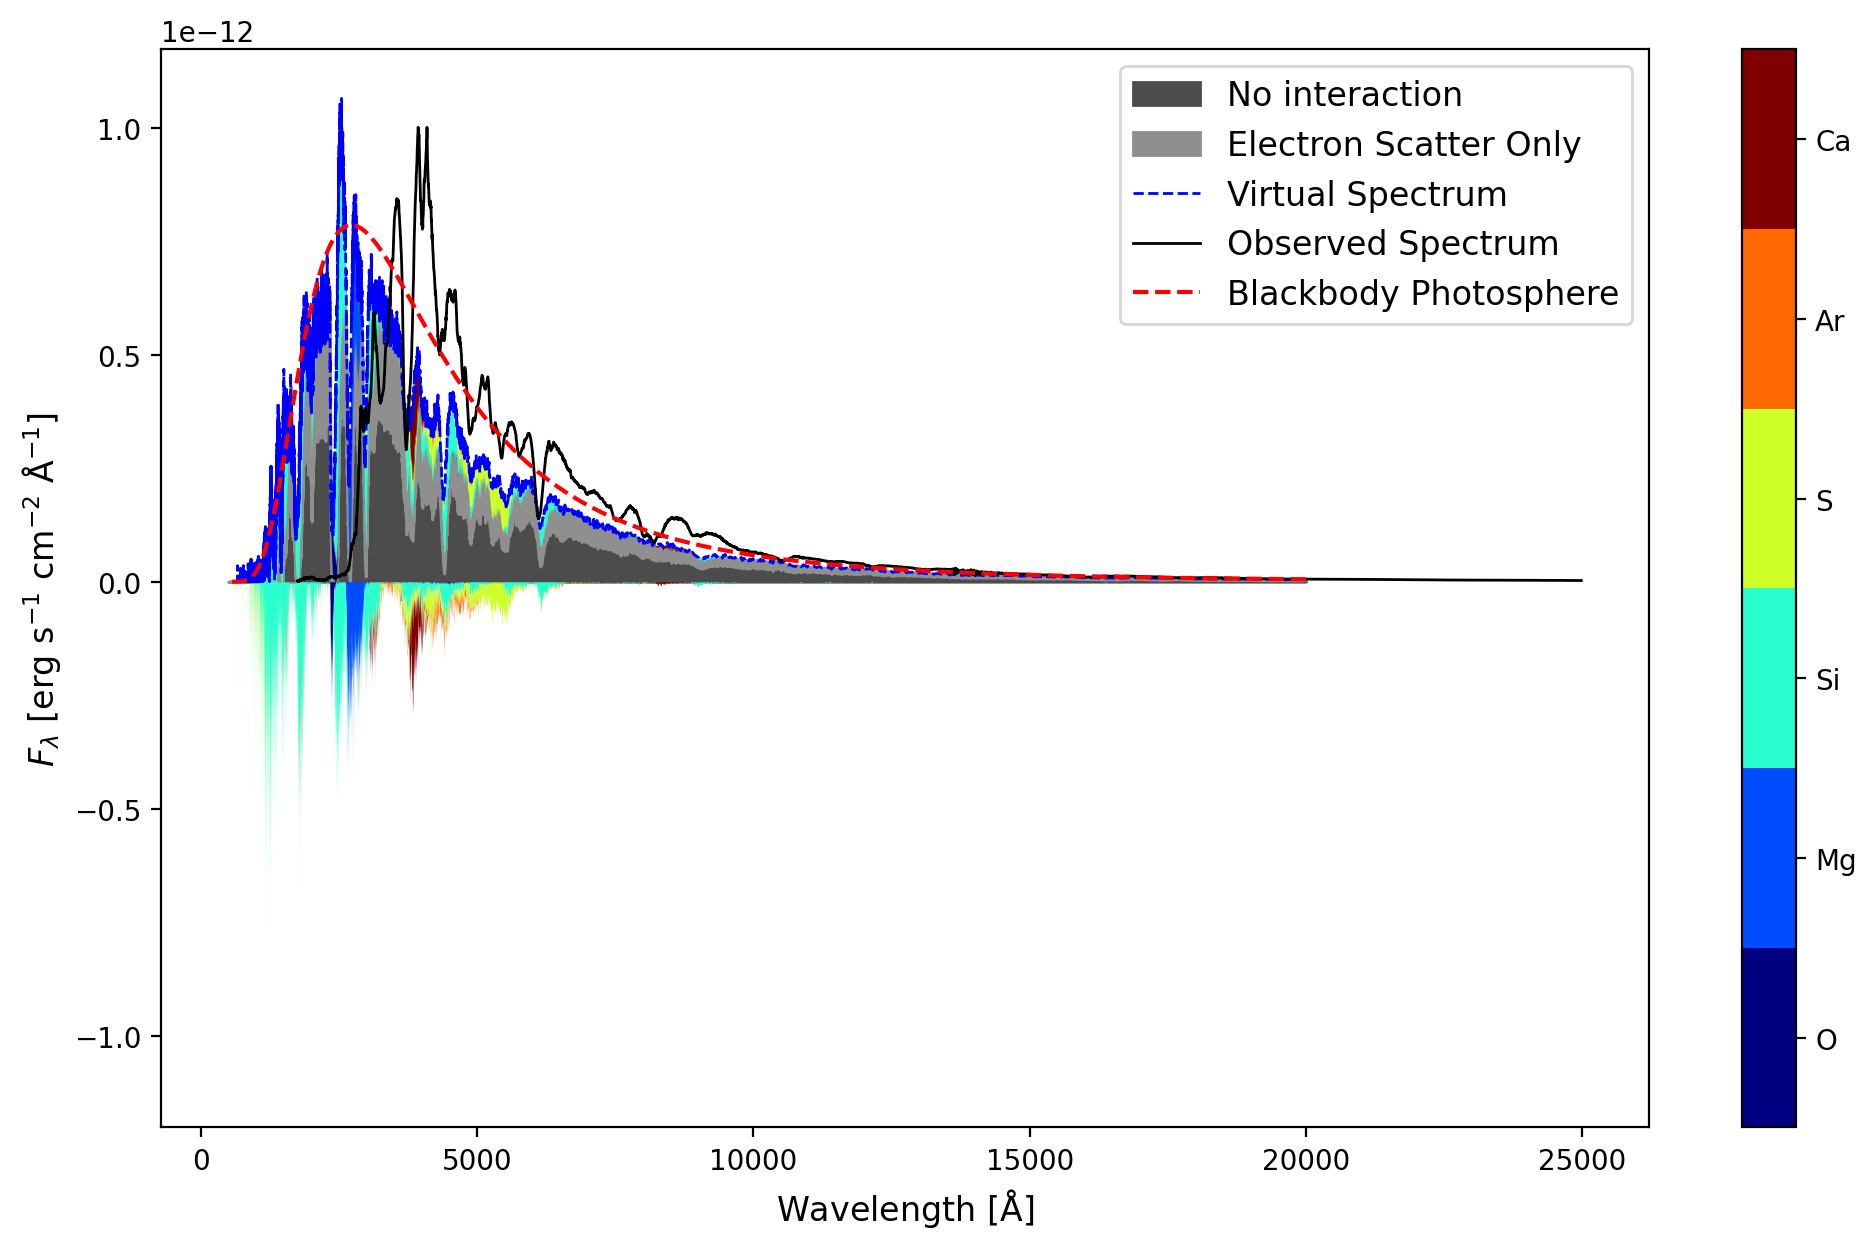 1e−12
1.0
0.5
0.0
−0.5
−1.0
F_λ [erg s⁻¹ cm⁻² Å⁻¹]
0
5000
10000
15000
20000
25000
Wavelength [Å]
No interaction
Electron Scatter Only
Virtual Spectrum
Observed Spectrum
Blackbody Photosphere
Ca
Ar
S
Si
Mg
O